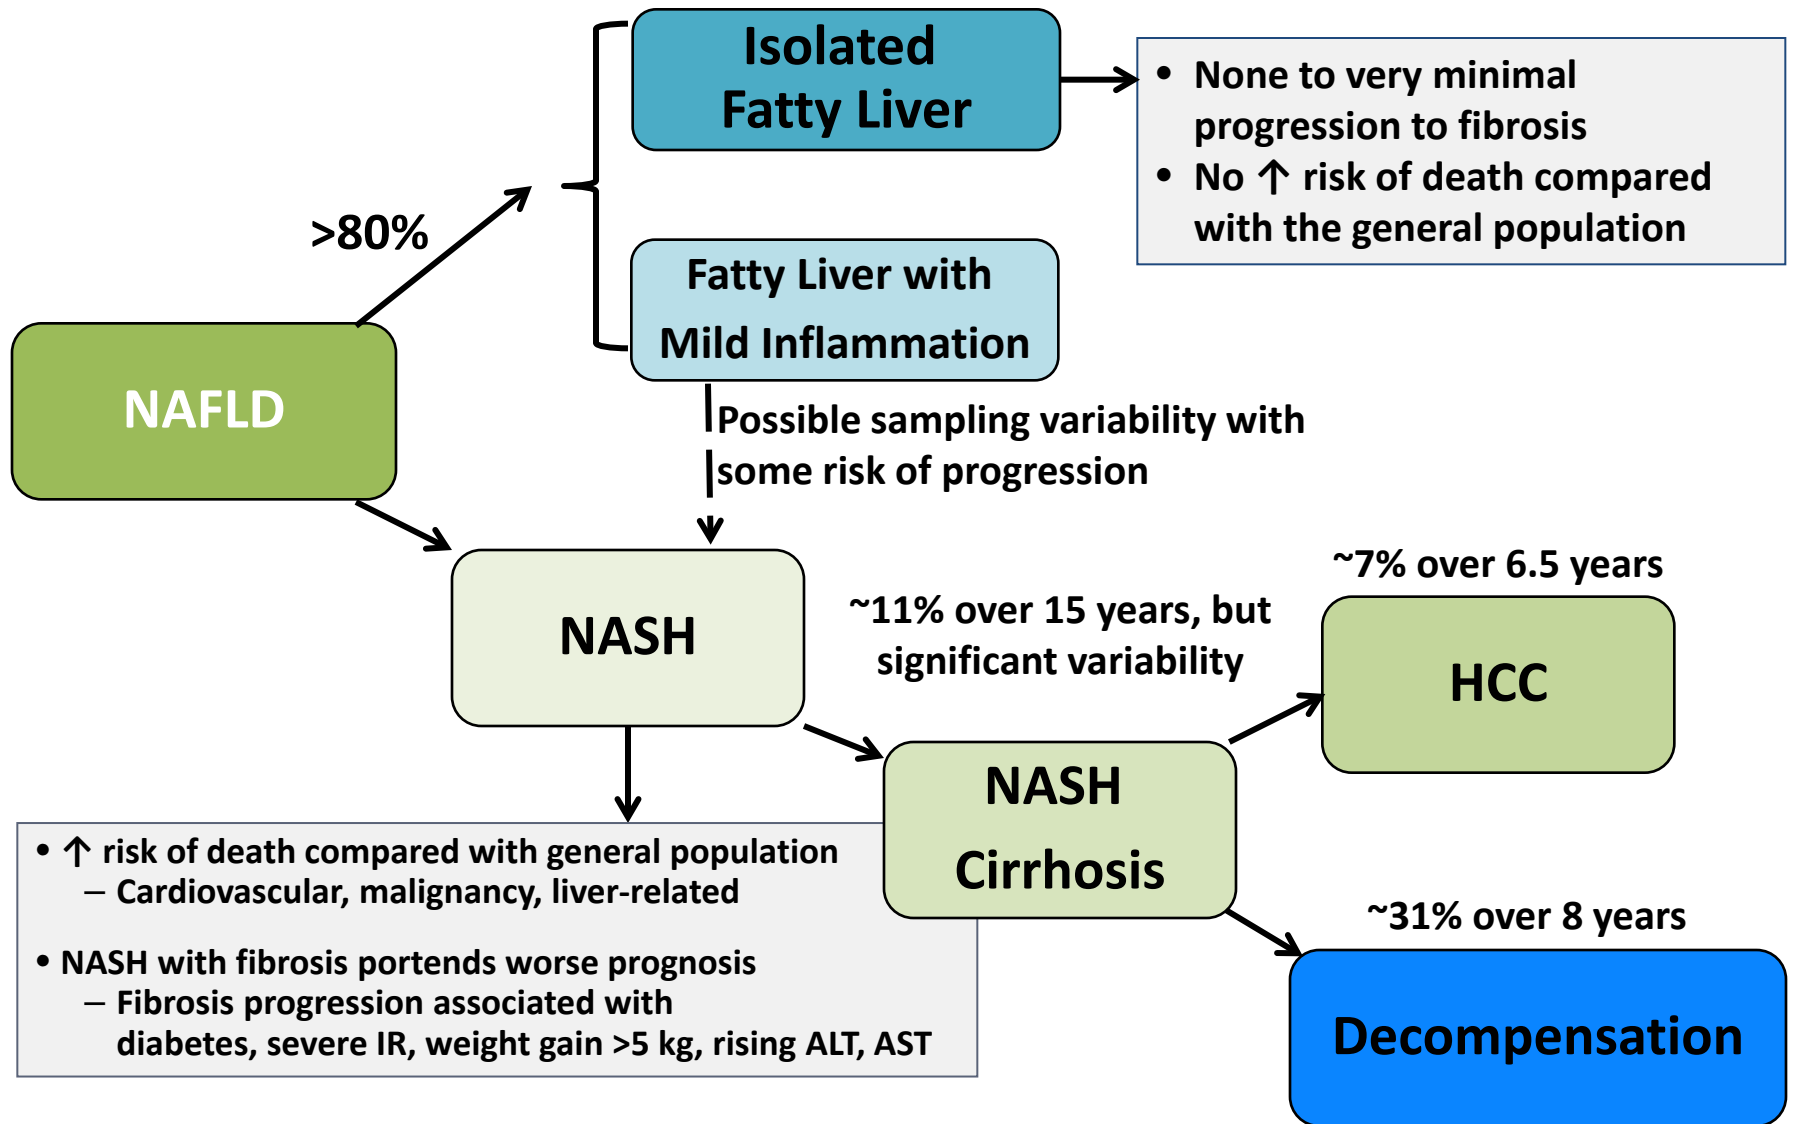 Isolated
Fatty Liver
• None to very minimal
progression to fibrosis
• No ↑ risk of death compared
with the general population
>80%
Fatty Liver with
Mild Inflammation
NAFLD
Possible sampling variability with
some risk of progression
NASH
~11% over 15 years, but
significant variability
~7% over 6.5 years
HCC
NASH
Cirrhosis
• ↑ risk of death compared with general population
– Cardiovascular, malignancy, liver-related
• NASH with fibrosis portends worse prognosis
– Fibrosis progression associated with
diabetes, severe IR, weight gain >5 kg, rising ALT, AST
~31% over 8 years
Decompensation